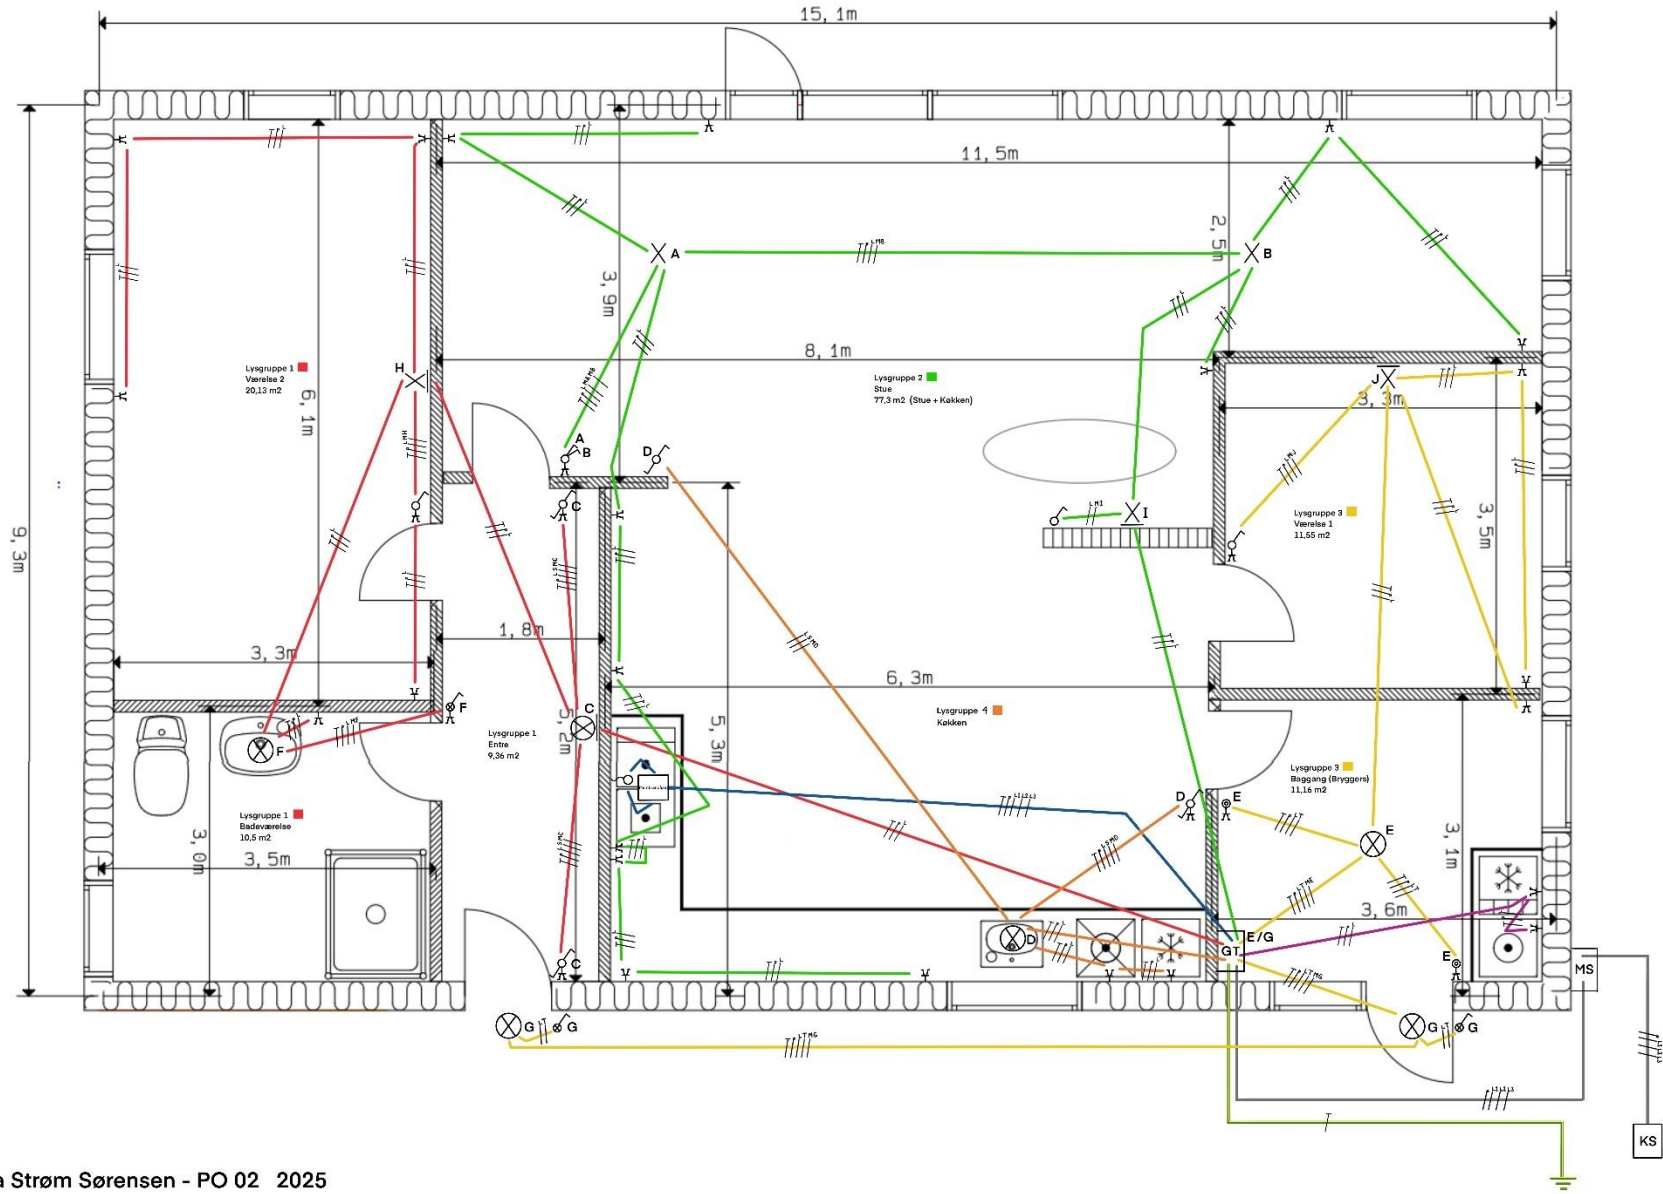 15,1m
11,5m
2,5m
3,9m
A
B
8,1m
Lysgruppe 1
Værelse 2
20,13 m2
H
6,1m
Lysgruppe 2
Stue
77,3 m2 (Stue + Køkken)
J
3,3m
A
B
D
C
I
LMI
9,3m
Lysgruppe 3
Værelse 1
11,55 m2
3,5m
1,8m
3,3m
6,3m
F
C
Lysgruppe 4
Køkken
Lysgruppe 1
Entre
9,36 m2
5,2m
5,3m
F
Lysgruppe 3
Baggang (Bryggers)
11,16 m2
D
E
E
Lysgruppe 1
Badeværelse
10,5 m2
3,0m
3,5m
3,1m
3,6m
D
E/G
GT
C
E
MS
G
G
G
G
KS
a Strøm Sørensen - PO 02 2025